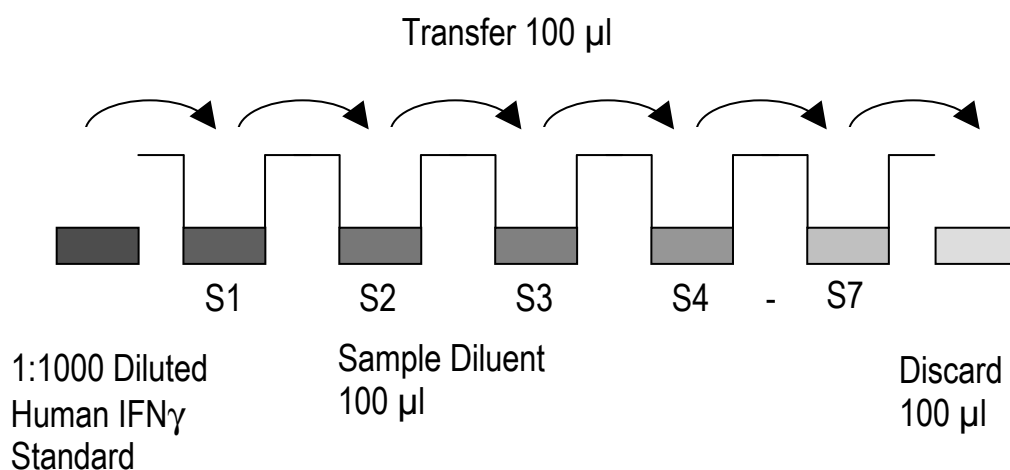 Transfer 100 µl
S1 S2 S3 S4 - S7
1:1000 Diluted
Human IFNγ
Standard
Sample Diluent
100 µl
Discard
100 µl